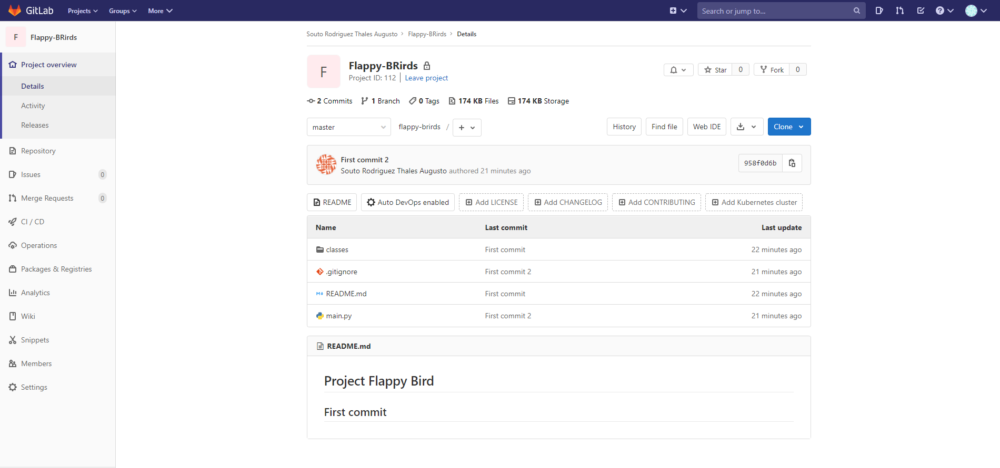 GitLab Projects Groups More Search or jump to...
F Flappy-BRirds
Project overview
Details
Activity
Releases
Repository
Issues 0
Merge Requests 0
CI / CD
Operations
Packages & Registries
Analytics
Wiki
Snippets
Members
Settings
Souto Rodriguez Thales Augusto › Flappy-BRirds › Details
F
Flappy-BRirds
Project ID: 112 Leave project
Star 0 Fork 0
2 Commits 1 Branch 0 Tags 174 KB Files 174 KB Storage
master flappy-brirds / + History Find file Web IDE Clone
First commit 2
Souto Rodriguez Thales Augusto authored 21 minutes ago
958f0d6b
README Auto DevOps enabled Add LICENSE Add CHANGELOG Add CONTRIBUTING Add Kubernetes cluster
Name Last commit Last update
classes First commit 22 minutes ago
.gitignore First commit 2 21 minutes ago
README.md First commit 22 minutes ago
main.py First commit 2 21 minutes ago
README.md
Project Flappy Bird
First commit